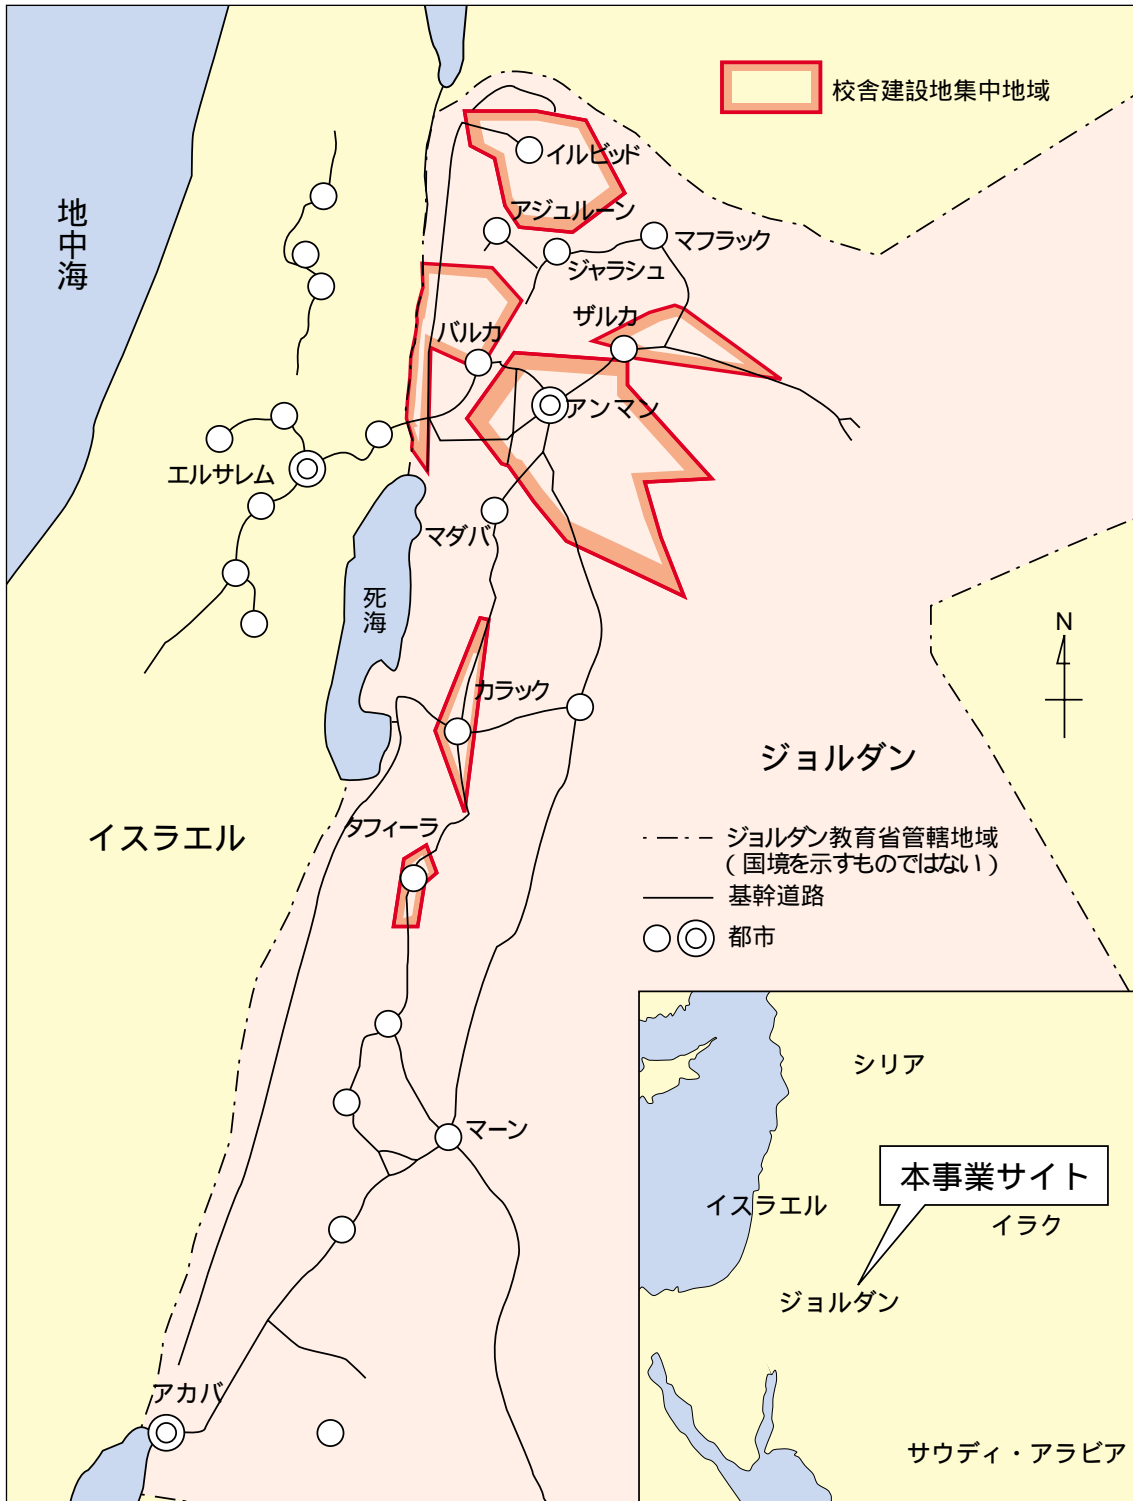 校舎建設地集中地域
イルビッド
地中海
アジュルーン
マフラック
ジャラシュ
ザルカ
バルカ
アンマン
エルサレム
マダバ
死海
N
カラック
ジョルダン
イスラエル
タフィーラ
ジョルダン教育省管轄地域
(国境を示すものではない)
基幹道路
都市
シリア
マーン
本事業サイト
イスラエル
イラク
ジョルダン
アカバ
サウディ・アラビア